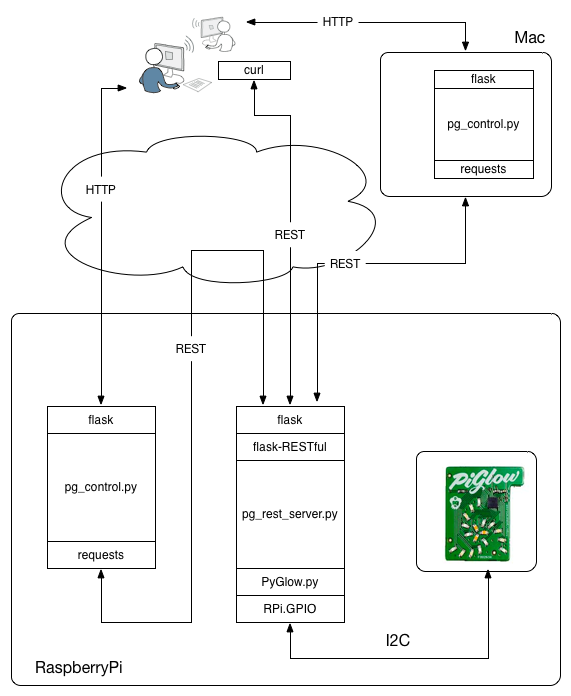 HTTP
Mac
curl
flask
pg_control.py
requests
HTTP
REST
REST
REST
flask
pg_control.py
requests
flask
flask-RESTful
pg_rest_server.py
PyGlow.py
RPi.GPIO
PiGlow
I2C
RaspberryPi